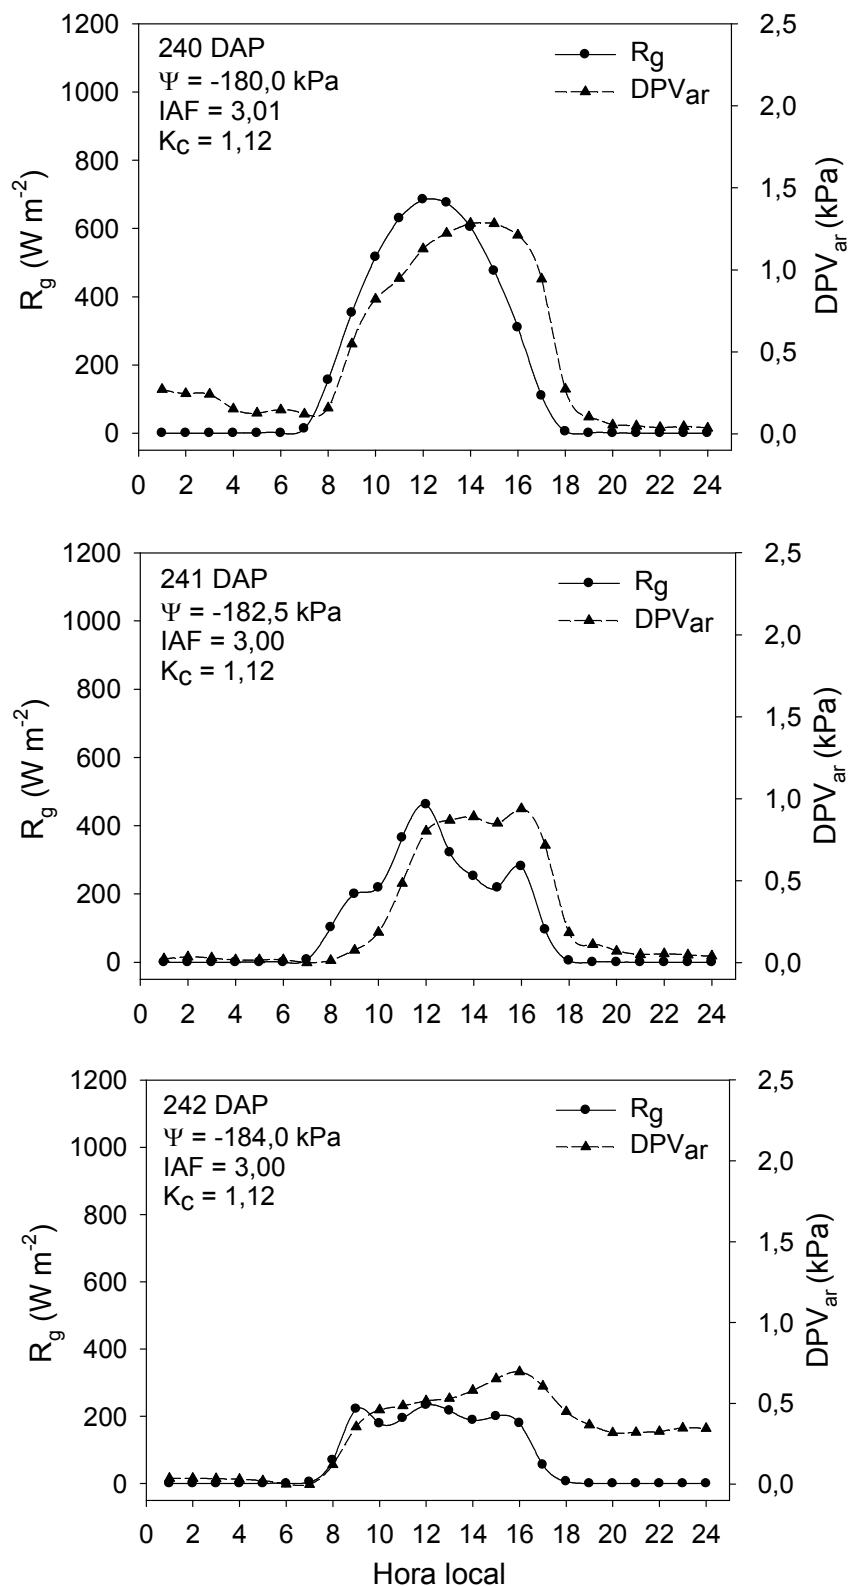 240 DAP
Ψ = -180,0 kPa
IAF = 3,01
Kc = 1,12
Rg
DPVar
Rg (W m-2)
1200
1000
800
600
400
200
0
DPVar (kPa)
2,5
2,0
1,5
1,0
0,5
0,0
0 2 4 6 8 10 12 14 16 18 20 22 24
241 DAP
Ψ = -182,5 kPa
IAF = 3,00
Kc = 1,12
Rg
DPVar
Rg (W m-2)
1200
1000
800
600
400
200
0
DPVar (kPa)
2,5
2,0
1,5
1,0
0,5
0,0
0 2 4 6 8 10 12 14 16 18 20 22 24
242 DAP
Ψ = -184,0 kPa
IAF = 3,00
Kc = 1,12
Rg
DPVar
Rg (W m-2)
1200
1000
800
600
400
200
0
DPVar (kPa)
2,5
2,0
1,5
1,0
0,5
0,0
0 2 4 6 8 10 12 14 16 18 20 22 24
Hora local